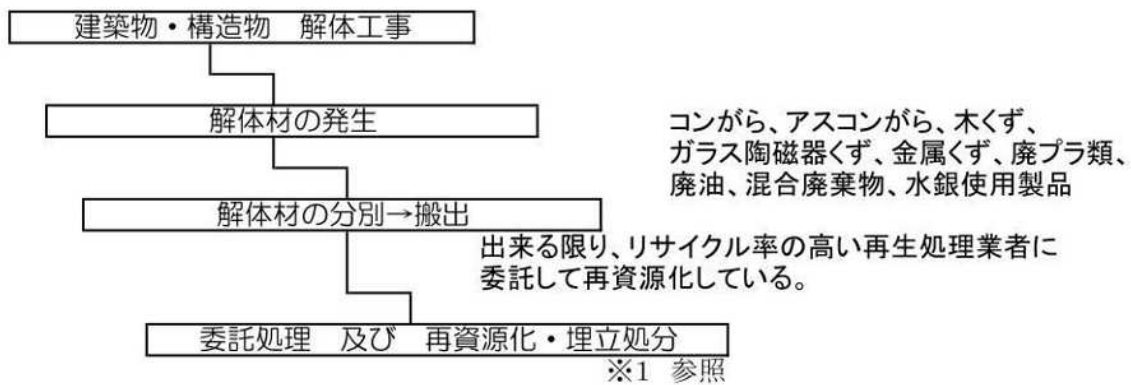 建築物・構造物　解体工事
解体材の発生
コンがら、アスコンがら、木くず、
ガラス陶磁器くず、金属くず、廃プラ類、
廃油、混合廃棄物、水銀使用製品
解体材の分別→搬出
出来る限り、リサイクル率の高い再生処理業者に
委託して再資源化している。
委託処理　及び　再資源化・埋立処分
※1　参照